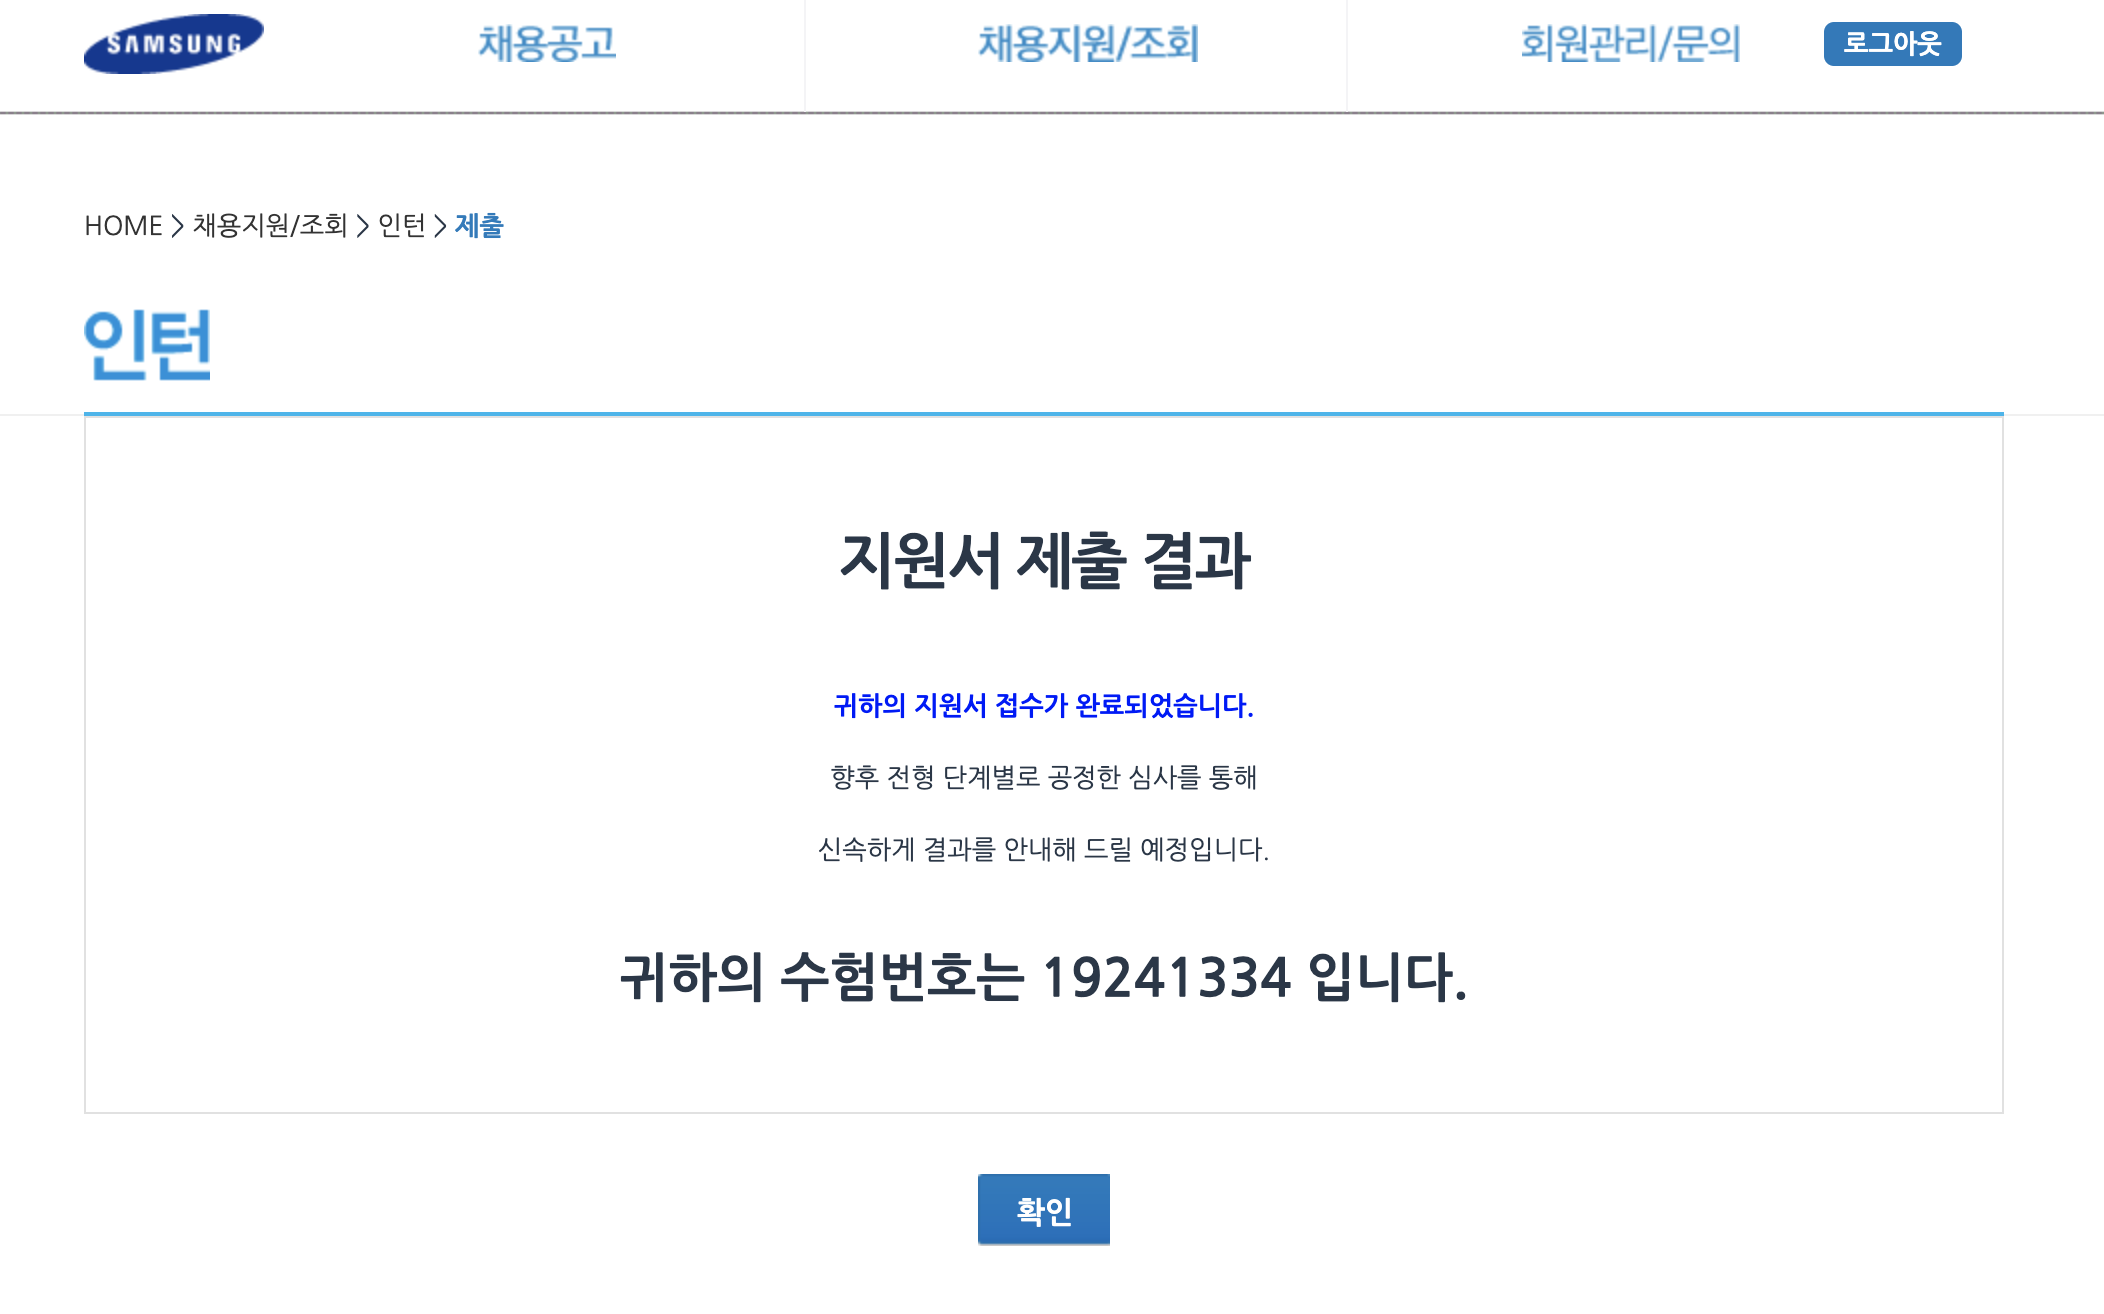 SAMSUNG
채용공고
채용지원/조회
회원관리/문의
로그아웃
HOME > 채용지원/조회 > 인턴 > 제출
인턴
지원서 제출 결과
귀하의 지원서 접수가 완료되었습니다.
향후 전형 단계별로 공정한 심사를 통해
신속하게 결과를 안내해 드릴 예정입니다.
귀하의 수험번호는 19241334 입니다.
확인